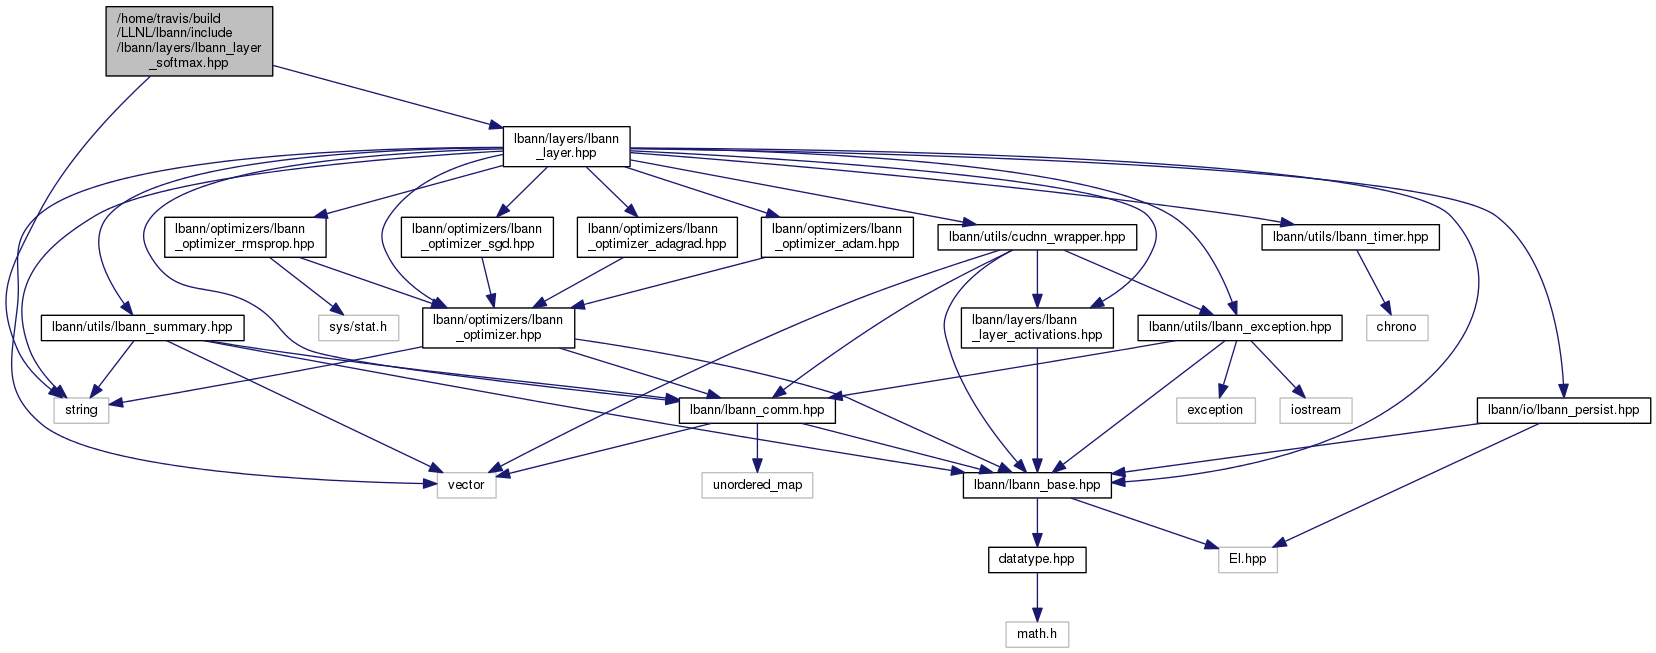 /home/travis/build
/LLNL/lbann/include
/lbann/layers/lbann_layer
_softmax.hpp
lbann/layers/lbann
_layer.hpp
lbann/optimizers/lbann
_optimizer_rmsprop.hpp
lbann/optimizers/lbann
_optimizer_sgd.hpp
lbann/optimizers/lbann
_optimizer_adagrad.hpp
lbann/optimizers/lbann
_optimizer_adam.hpp
lbann/utils/cudnn_wrapper.hpp
lbann/utils/lbann_timer.hpp
lbann/utils/lbann_summary.hpp
sys/stat.h
lbann/optimizers/lbann
_optimizer.hpp
lbann/layers/lbann
_layer_activations.hpp
lbann/utils/lbann_exception.hpp
chrono
string
lbann/lbann_comm.hpp
exception
iostream
lbann/io/lbann_persist.hpp
vector
unordered_map
lbann/lbann_base.hpp
datatype.hpp
El.hpp
math.h